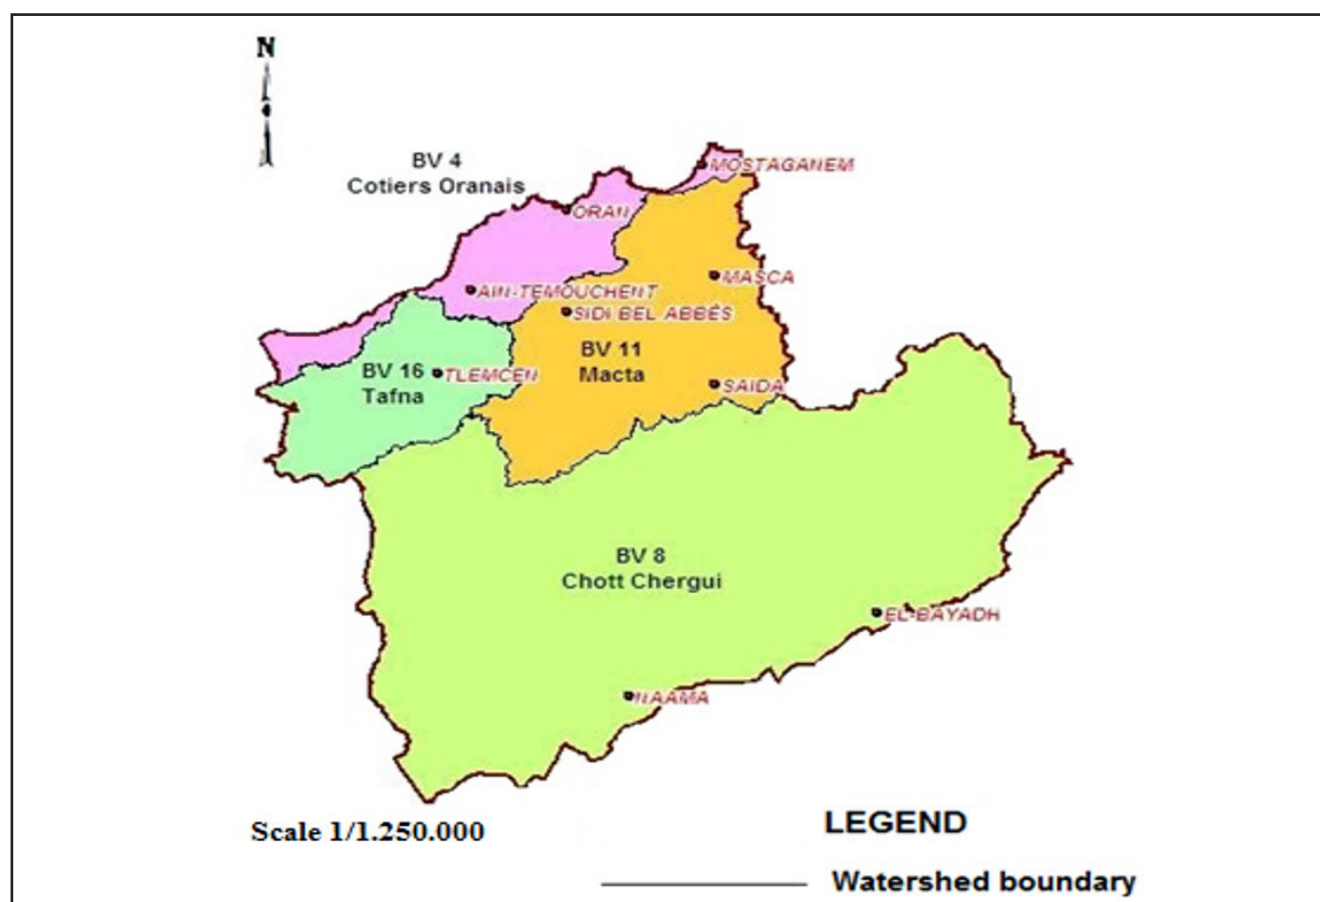 N
BV 4
Cotiers Oranais
MOSTAGANEM
ORAN
MASCA
AIN-TEMOUCHENT
SIDI BEL ABBÉS
BV 11
Macta
BV 16
Tafna
TLEMCEN
SAIDA
BV 8
Chott Chergui
EL-BAYADH
NAAMA
Scale 1/1.250.000
LEGEND
Watershed boundary